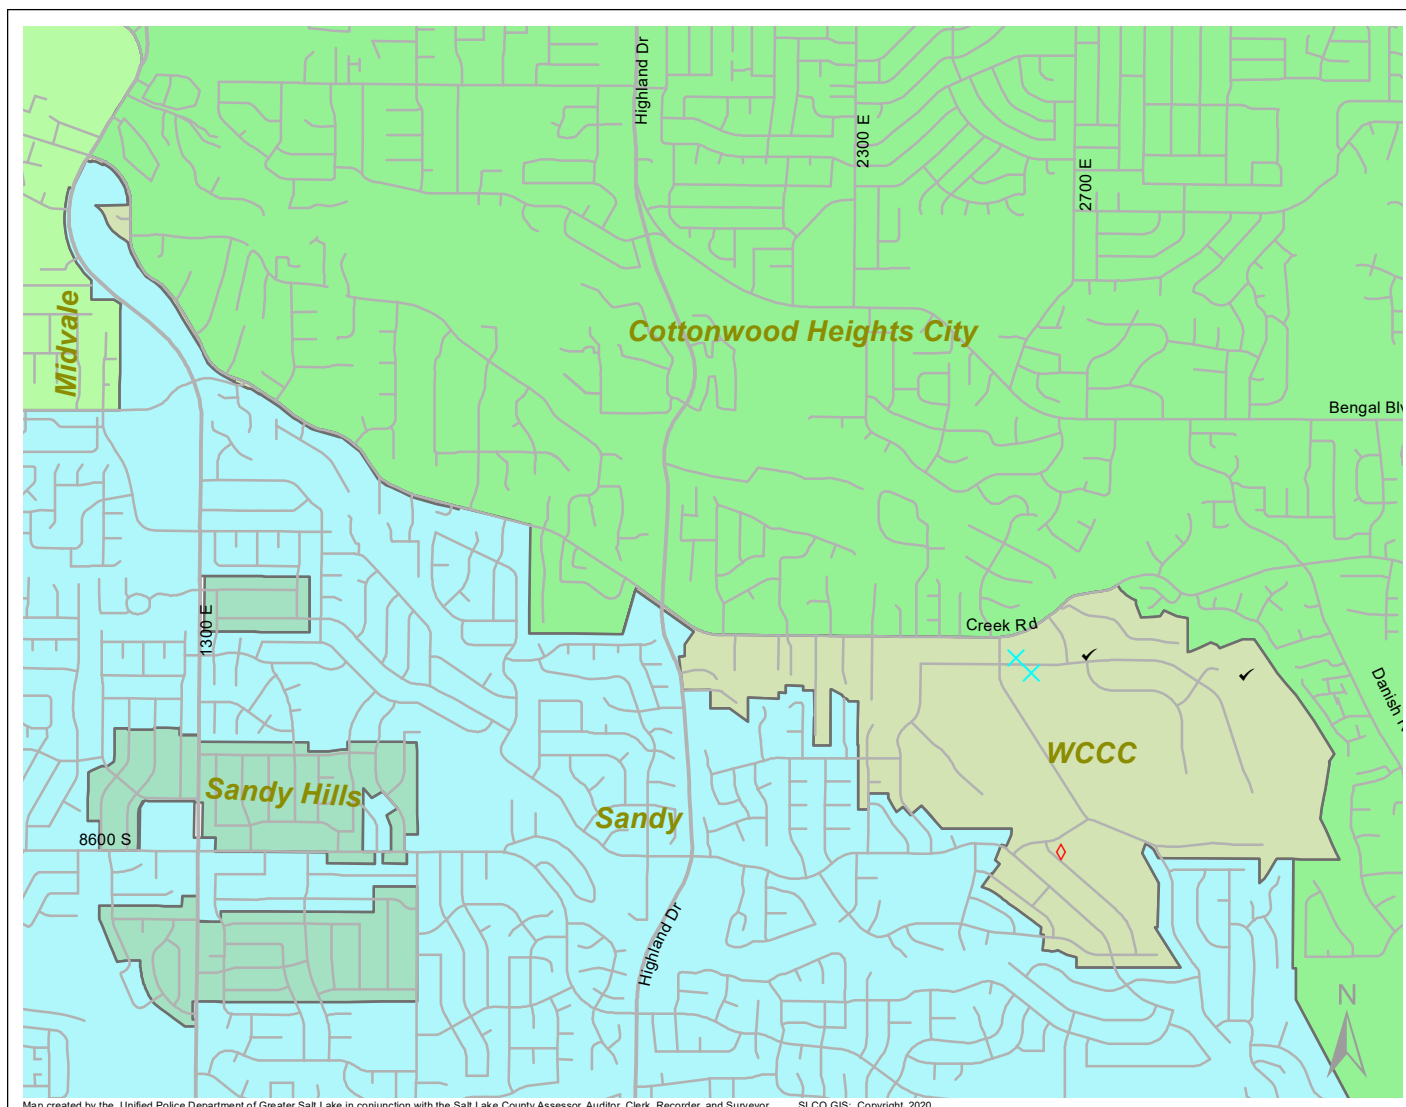 Highland Dr
2300 E
2700 E
Midvale
Cottonwood Heights City
Bengal Blv
1300 E
Creek Rd
Danish R
WCCC
Sandy Hills
Sandy
8600 S
Highland Dr
N
Map created by the Unified Police Department of Greater Salt Lake in conjunction with the Salt Lake County Assessor, Auditor, Clerk, Recorder, and Surveyor. SLCO GIS: Copyright, 2020